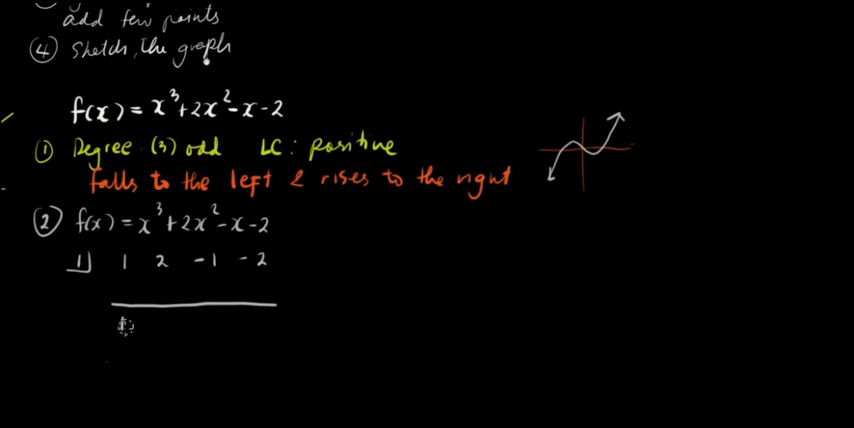 add few points
④ Sketch, the graph
f(x) = x³+2x²-x-2
① Degree (3) odd LC: positive
falls to the left & rises to the right
② f(x) = x³+2x²-x-2
1 1 2 -1 -2